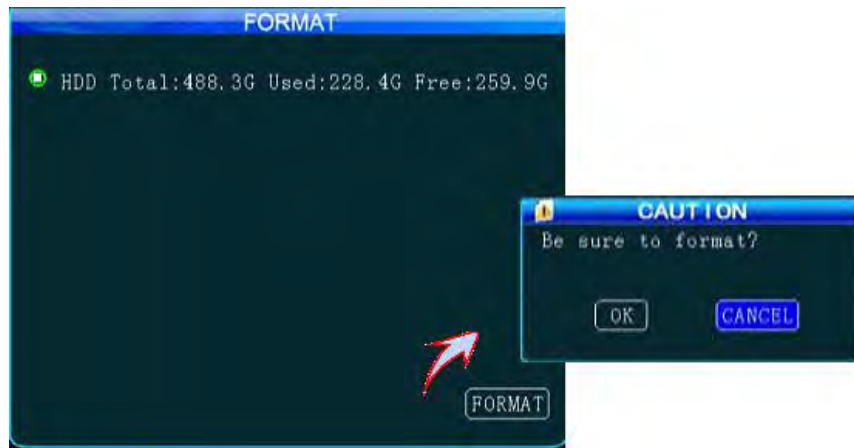 FORMAT
HDD Total:488.3G Used:228.4G Free:259.9G
CAUTION
Be sure to format?
OK CANCEL
FORMAT